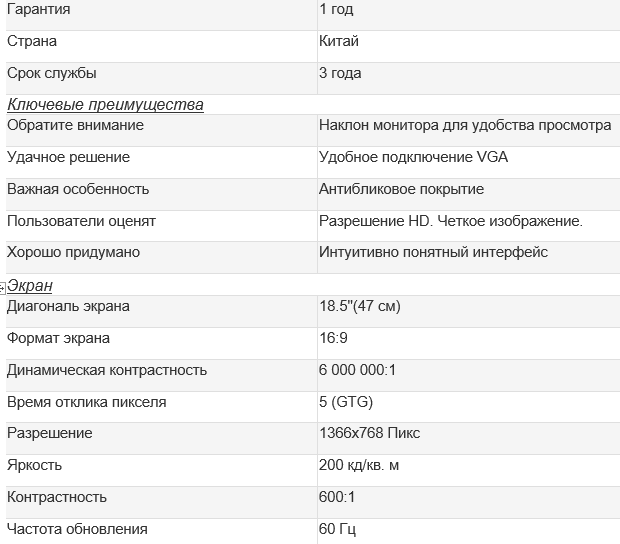 Гарантия 1 год
Страна Китай
Срок службы 3 года
Ключевые преимущества
Обратите внимание Наклон монитора для удобства просмотра
Удачное решение Удобное подключение VGA
Важная особенность Антибликовое покрытие
Пользователи оценят Разрешение HD. Четкое изображение.
Хорошо придумано Интуитивно понятный интерфейс
Экран
Диагональ экрана 18.5"(47 см)
Формат экрана 16:9
Динамическая контрастность 6 000 000:1
Время отклика пикселя 5 (GTG)
Разрешение 1366x768 Пикс
Яркость 200 кд/кв. м
Контрастность 600:1
Частота обновления 60 Гц